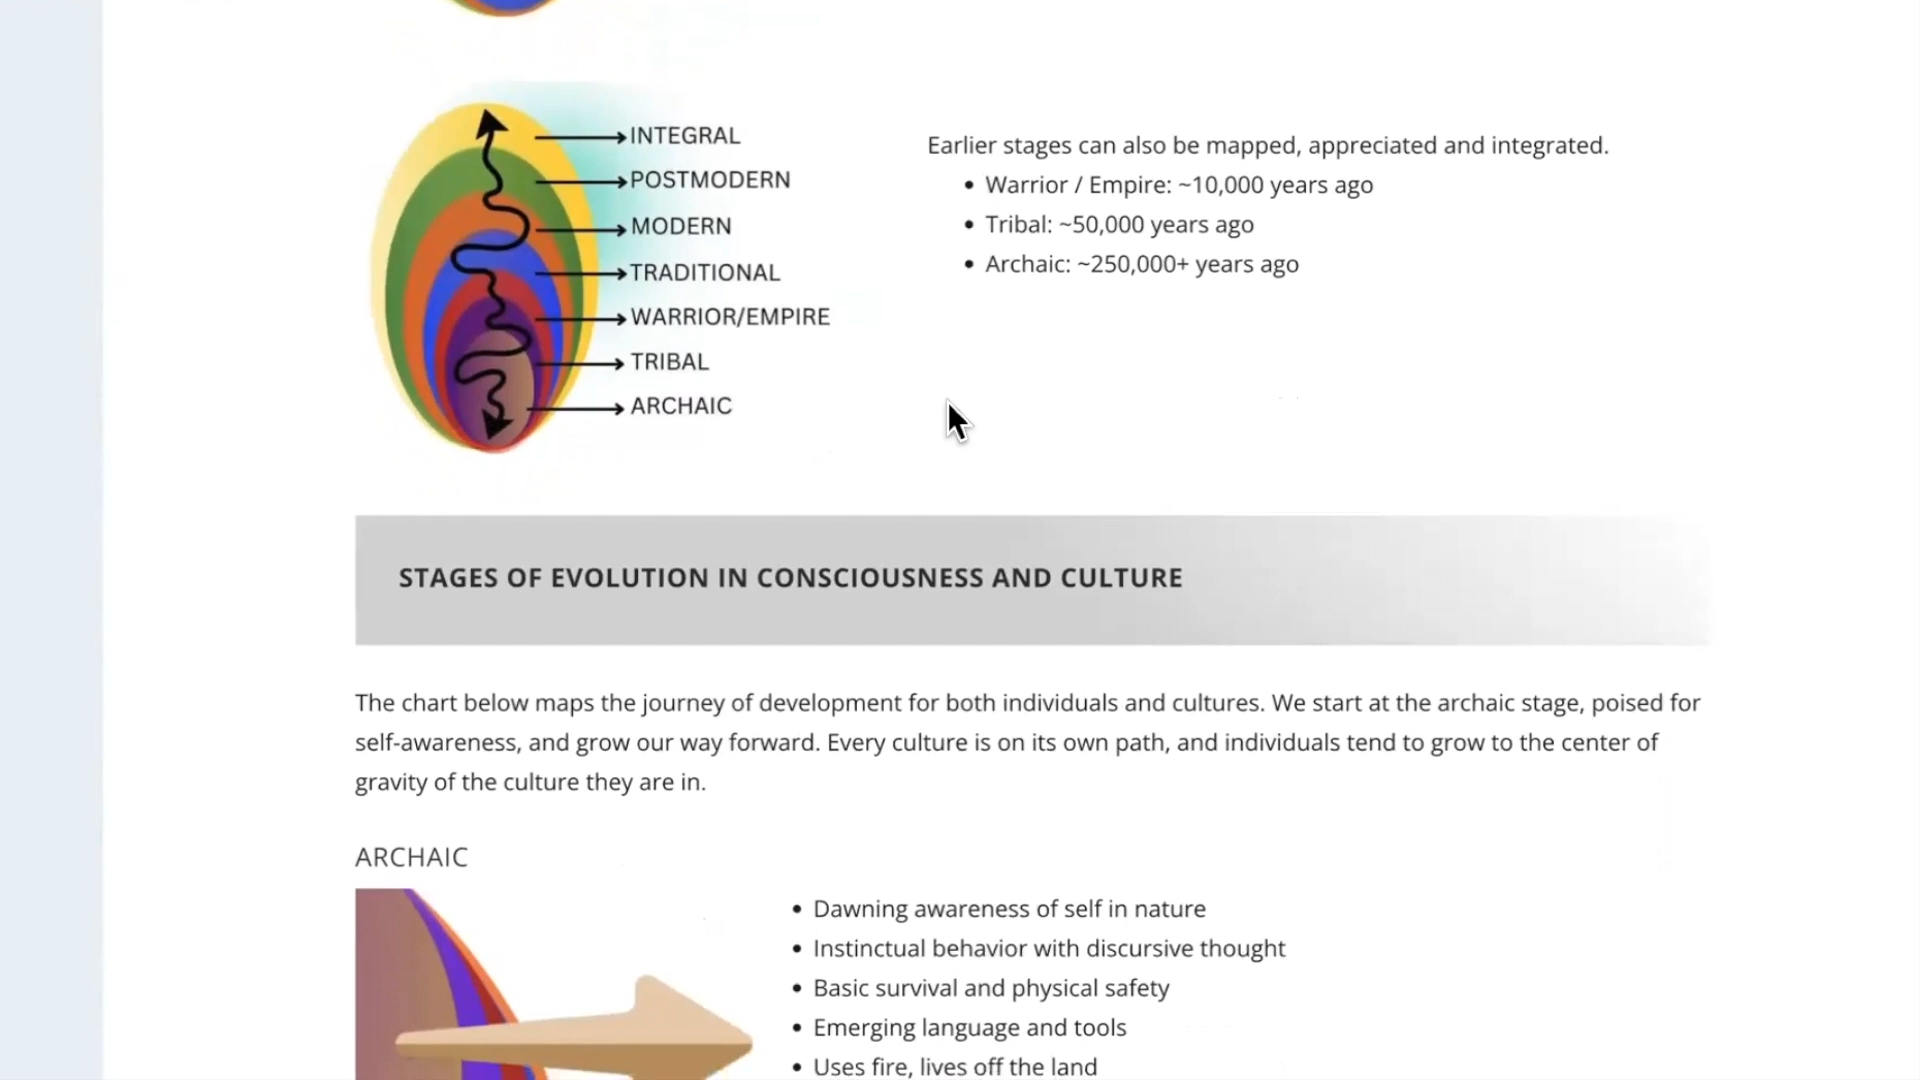 INTEGRAL
POSTMODERN
MODERN
TRADITIONAL
WARRIOR/EMPIRE
TRIBAL
ARCHAIC
Earlier stages can also be mapped, appreciated and integrated.
• Warrior / Empire: ~10,000 years ago
• Tribal: ~50,000 years ago
• Archaic: ~250,000+ years ago
STAGES OF EVOLUTION IN CONSCIOUSNESS AND CULTURE
The chart below maps the journey of development for both individuals and cultures. We start at the archaic stage, poised for
self-awareness, and grow our way forward. Every culture is on its own path, and individuals tend to grow to the center of
gravity of the culture they are in.
ARCHAIC
• Dawning awareness of self in nature
• Instinctual behavior with discursive thought
• Basic survival and physical safety
• Emerging language and tools
• Uses fire, lives off the land